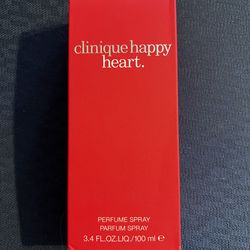 clinique happy
heart.
PERFUME SPRAY
PARFUM SPRAY
3.4 FL.OZ.LIQ./100 ml ℮